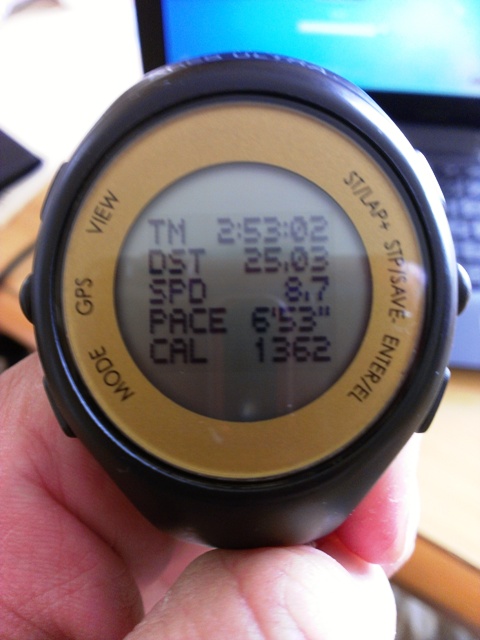 VIEW
GPS
MODE
ST/LAP+
STP/SAVE-
ENTER/EL
TM 2:53:02
DST 25.03
SPD 8.7
PACE 6'53"
CAL 1362